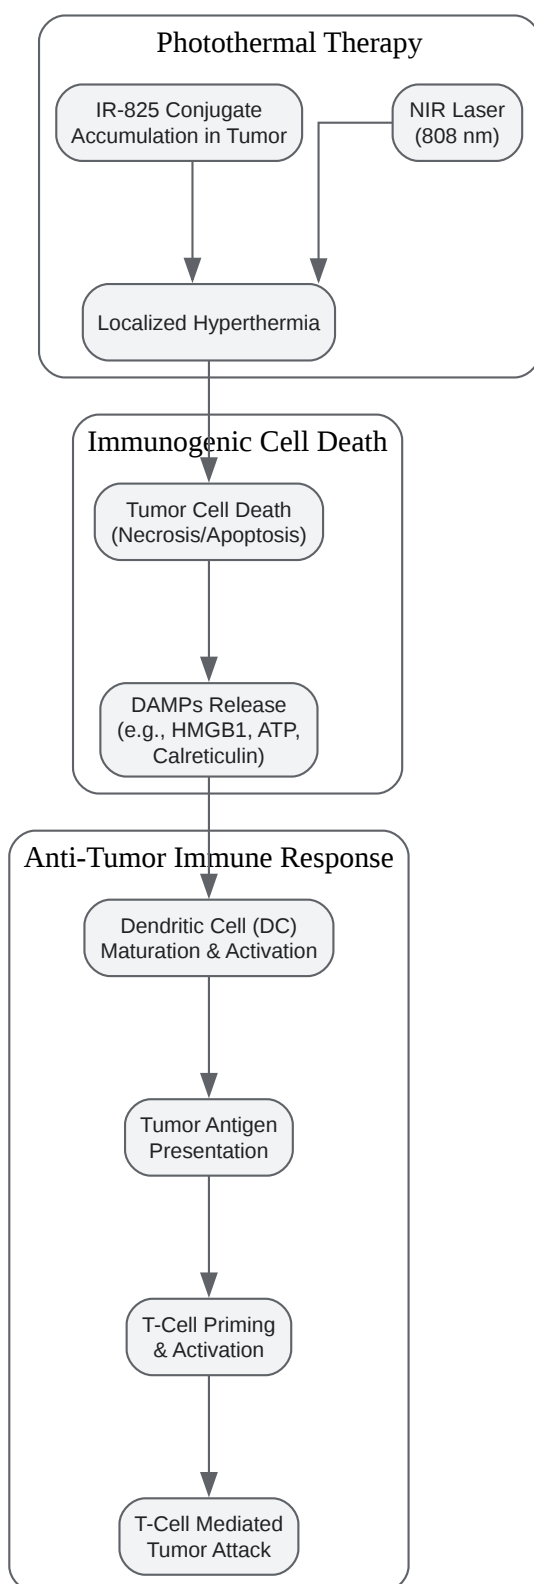 Photothermal Therapy
IR-825 Conjugate
Accumulation in Tumor
NIR Laser
(808 nm)
Localized Hyperthermia
Immunogenic Cell Death
Tumor Cell Death
(Necrosis/Apoptosis)
DAMPs Release
(e.g., HMGB1, ATP,
Calreticulin)
Anti-Tumor Immune Response
Dendritic Cell (DC)
Maturation & Activation
Tumor Antigen
Presentation
T-Cell Priming
& Activation
T-Cell Mediated
Tumor Attack